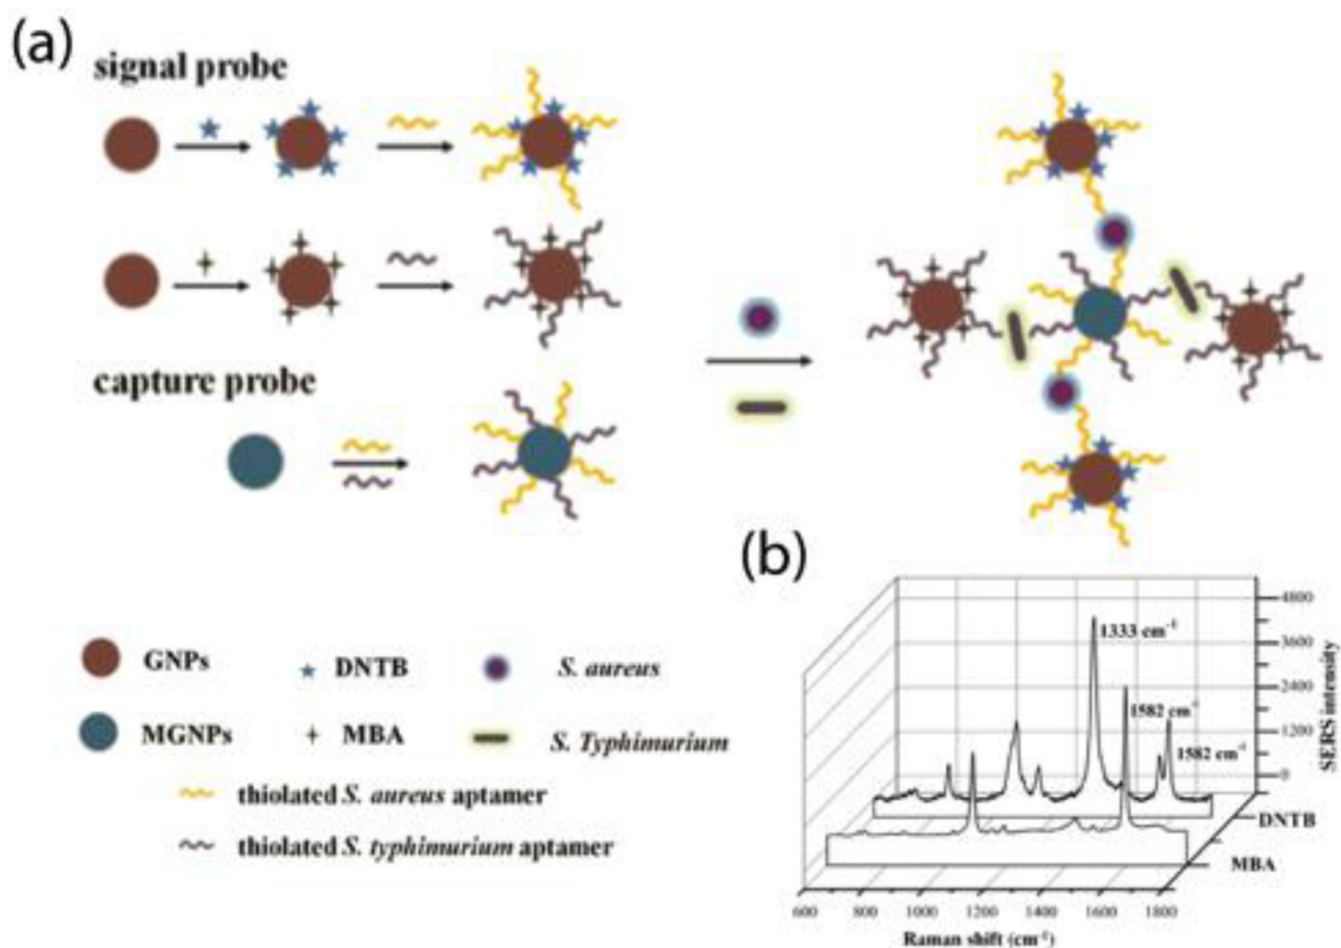 (a)
signal probe
capture probe
GNPs
DNTB
S. aureus
MGNPs
MBA
S. Typhimurium
thiolated S. aureus aptamer
thiolated S. typhimurium aptamer
(b)
1333 cm⁻¹
1582 cm⁻¹
1582 cm⁻¹
4800
3600
2400
1200
0
SERS intensity
DNTB
MBA
600
800
1000
1200
1400
1600
1800
Raman shift (cm⁻¹)